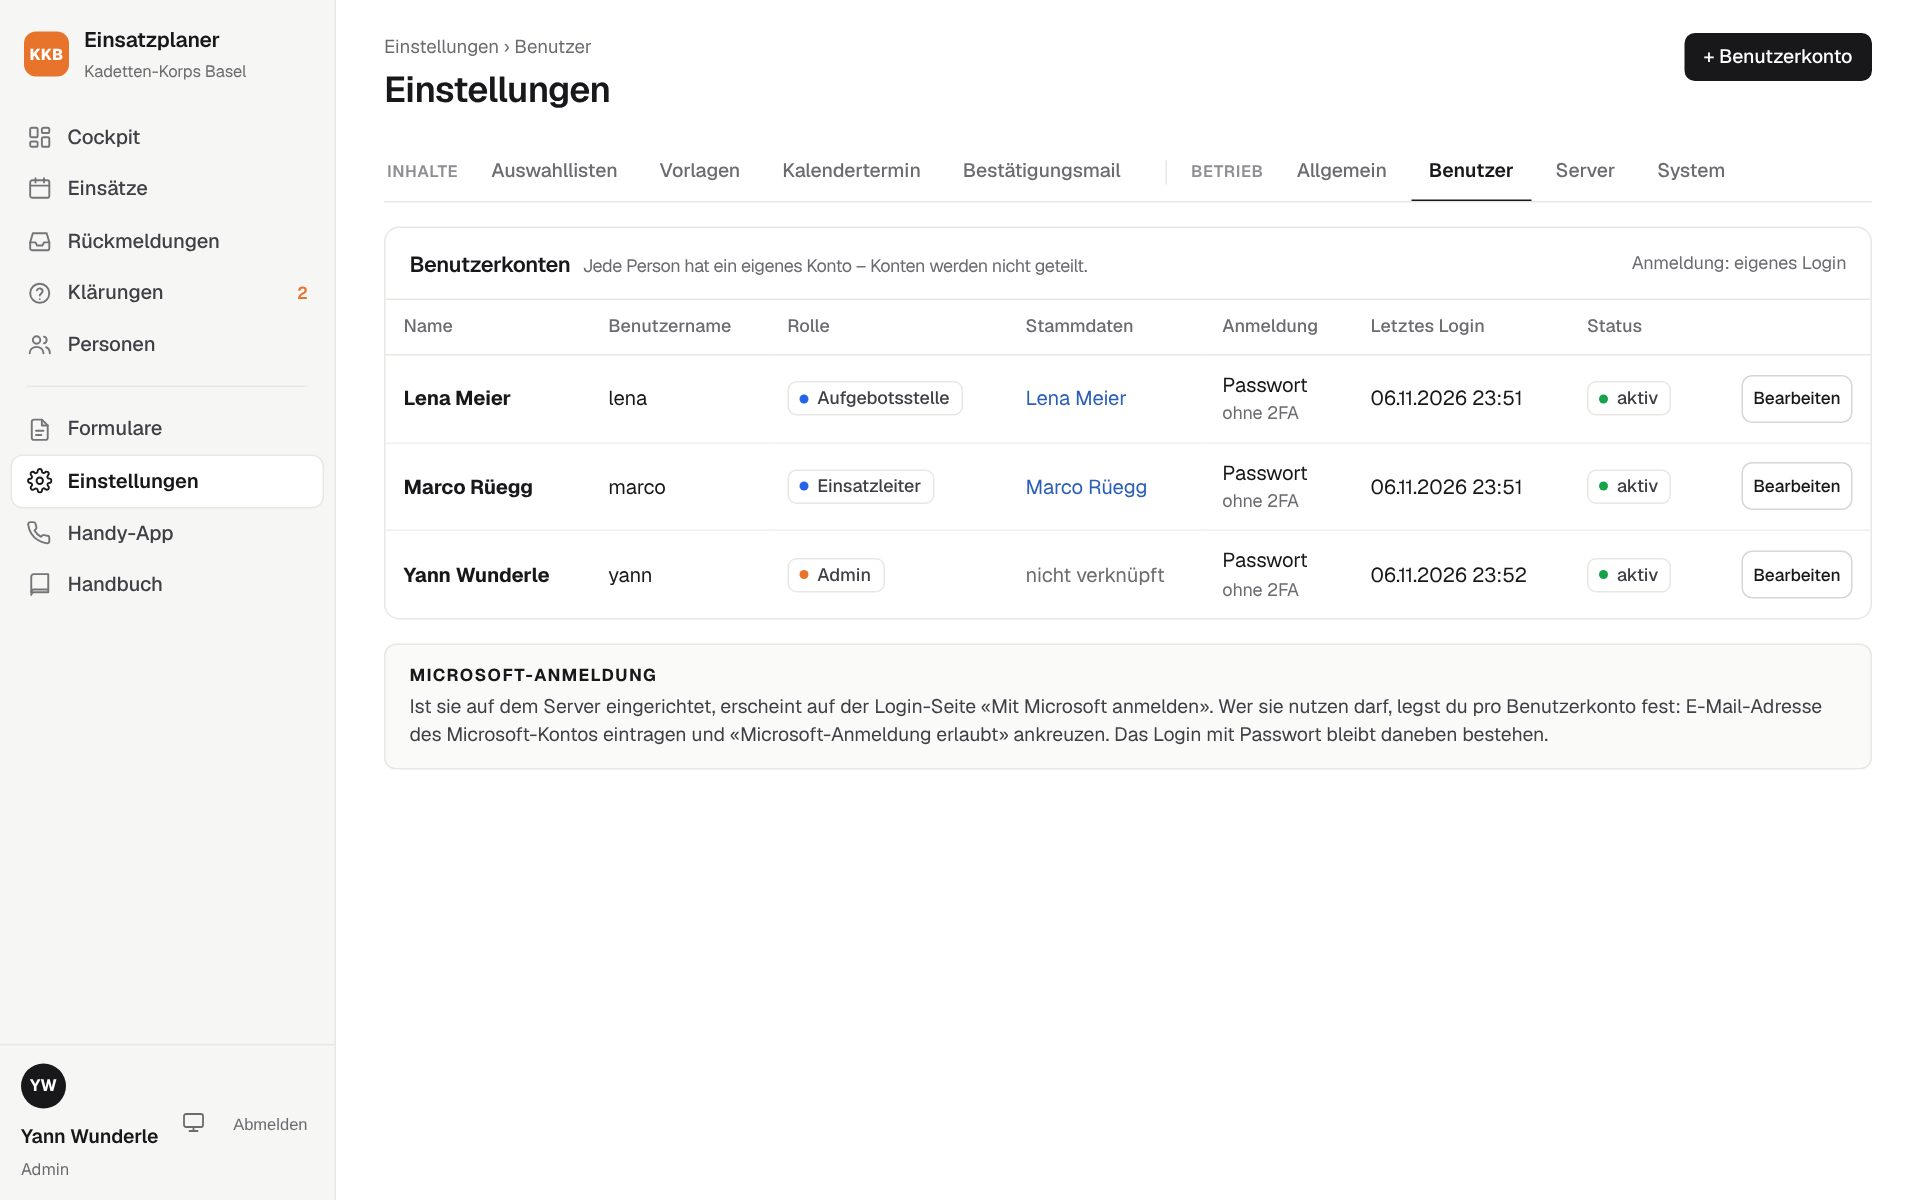 KKB
Einsatzplaner
Kadetten-Korps Basel
Cockpit
Einsätze
Rückmeldungen
Klärungen 2
Personen
Formulare
Einstellungen
Handy-App
Handbuch
YW
Yann Wunderle
Admin
Abmelden
Einstellungen › Benutzer
Einstellungen
+ Benutzerkonto
INHALTE Auswahllisten Vorlagen Kalendertermin Bestätigungsmail BETRIEB Allgemein Benutzer Server System
Benutzerkonten Jede Person hat ein eigenes Konto – Konten werden nicht geteilt. Anmeldung: eigenes Login
Name Benutzername Rolle Stammdaten Anmeldung Letztes Login Status
Lena Meier lena Aufgebotsstelle Lena Meier Passwort 06.11.2026 23:51 aktiv Bearbeiten
ohne 2FA
Marco Rüegg marco Einsatzleiter Marco Rüegg Passwort 06.11.2026 23:51 aktiv Bearbeiten
ohne 2FA
Yann Wunderle yann Admin nicht verknüpft Passwort 06.11.2026 23:52 aktiv Bearbeiten
ohne 2FA
MICROSOFT-ANMELDUNG
Ist sie auf dem Server eingerichtet, erscheint auf der Login-Seite «Mit Microsoft anmelden». Wer sie nutzen darf, legst du pro Benutzerkonto fest: E-Mail-Adresse
des Microsoft-Kontos eintragen und «Microsoft-Anmeldung erlaubt» ankreuzen. Das Login mit Passwort bleibt daneben bestehen.